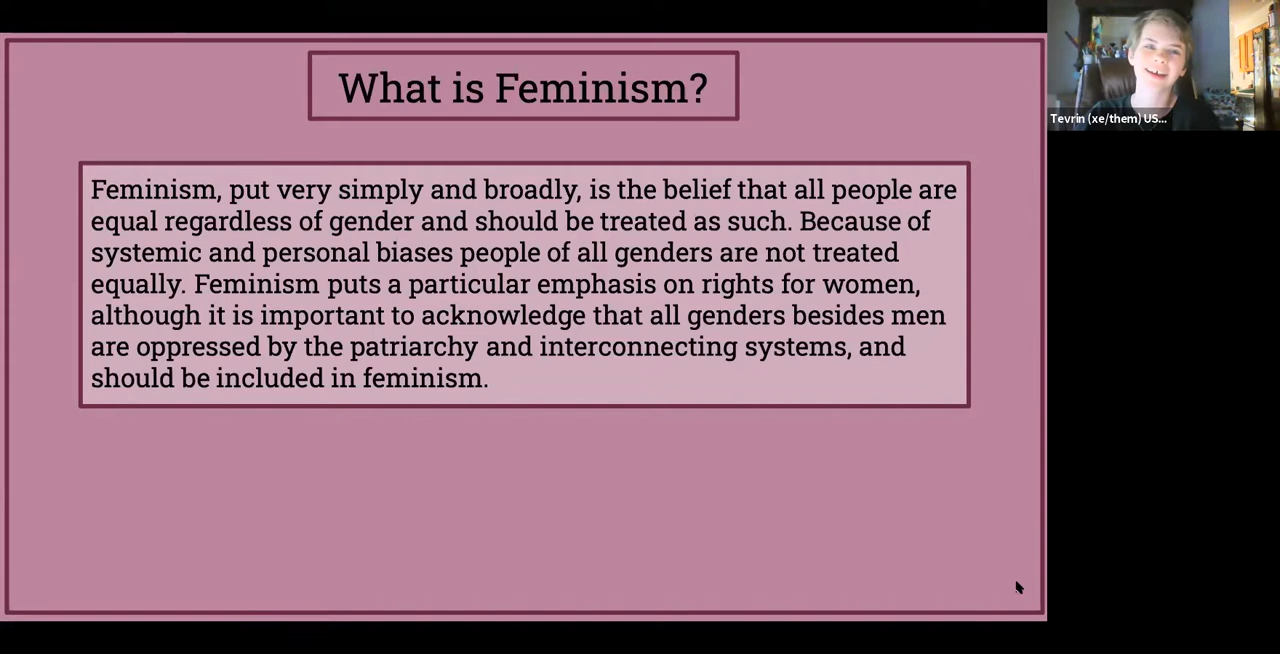 What is Feminism?
Feminism, put very simply and broadly, is the belief that all people are
equal regardless of gender and should be treated as such. Because of
systemic and personal biases people of all genders are not treated
equally. Feminism puts a particular emphasis on rights for women,
although it is important to acknowledge that all genders besides men
are oppressed by the patriarchy and interconnecting systems, and
should be included in feminism.
Tevrin (xe/them) US...